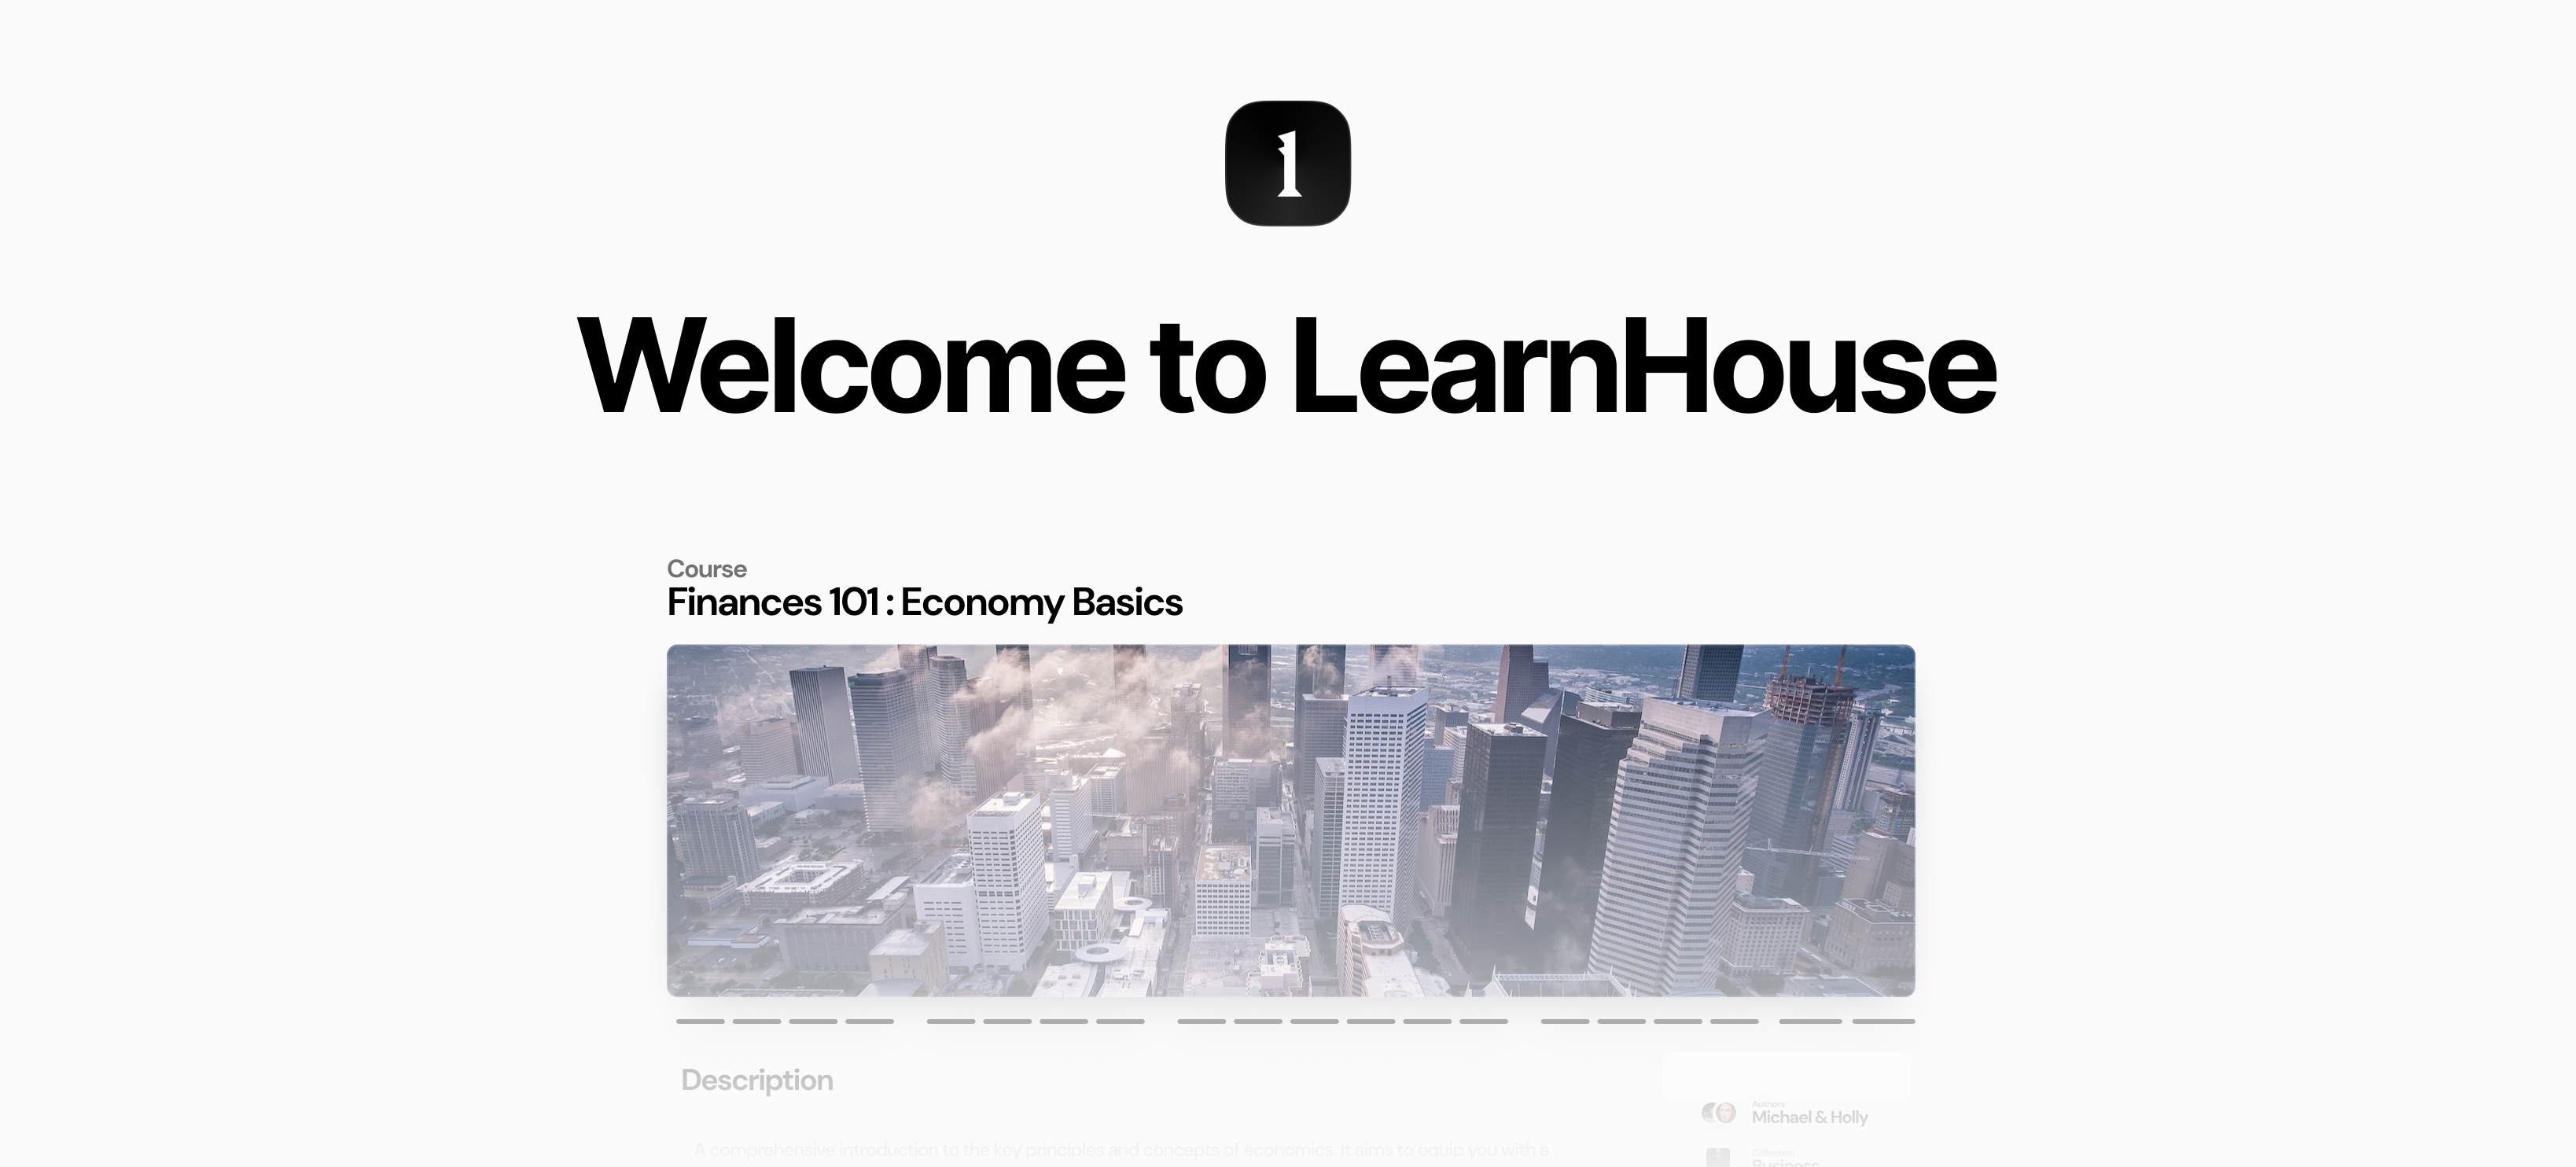 Welcome to LearnHouse
Course
Finances 101 : Economy Basics
Description
A comprehensive introduction to the key principles and concepts of economics. It aims to equip you with a
Authors
Michael & Holly
Collection
Business